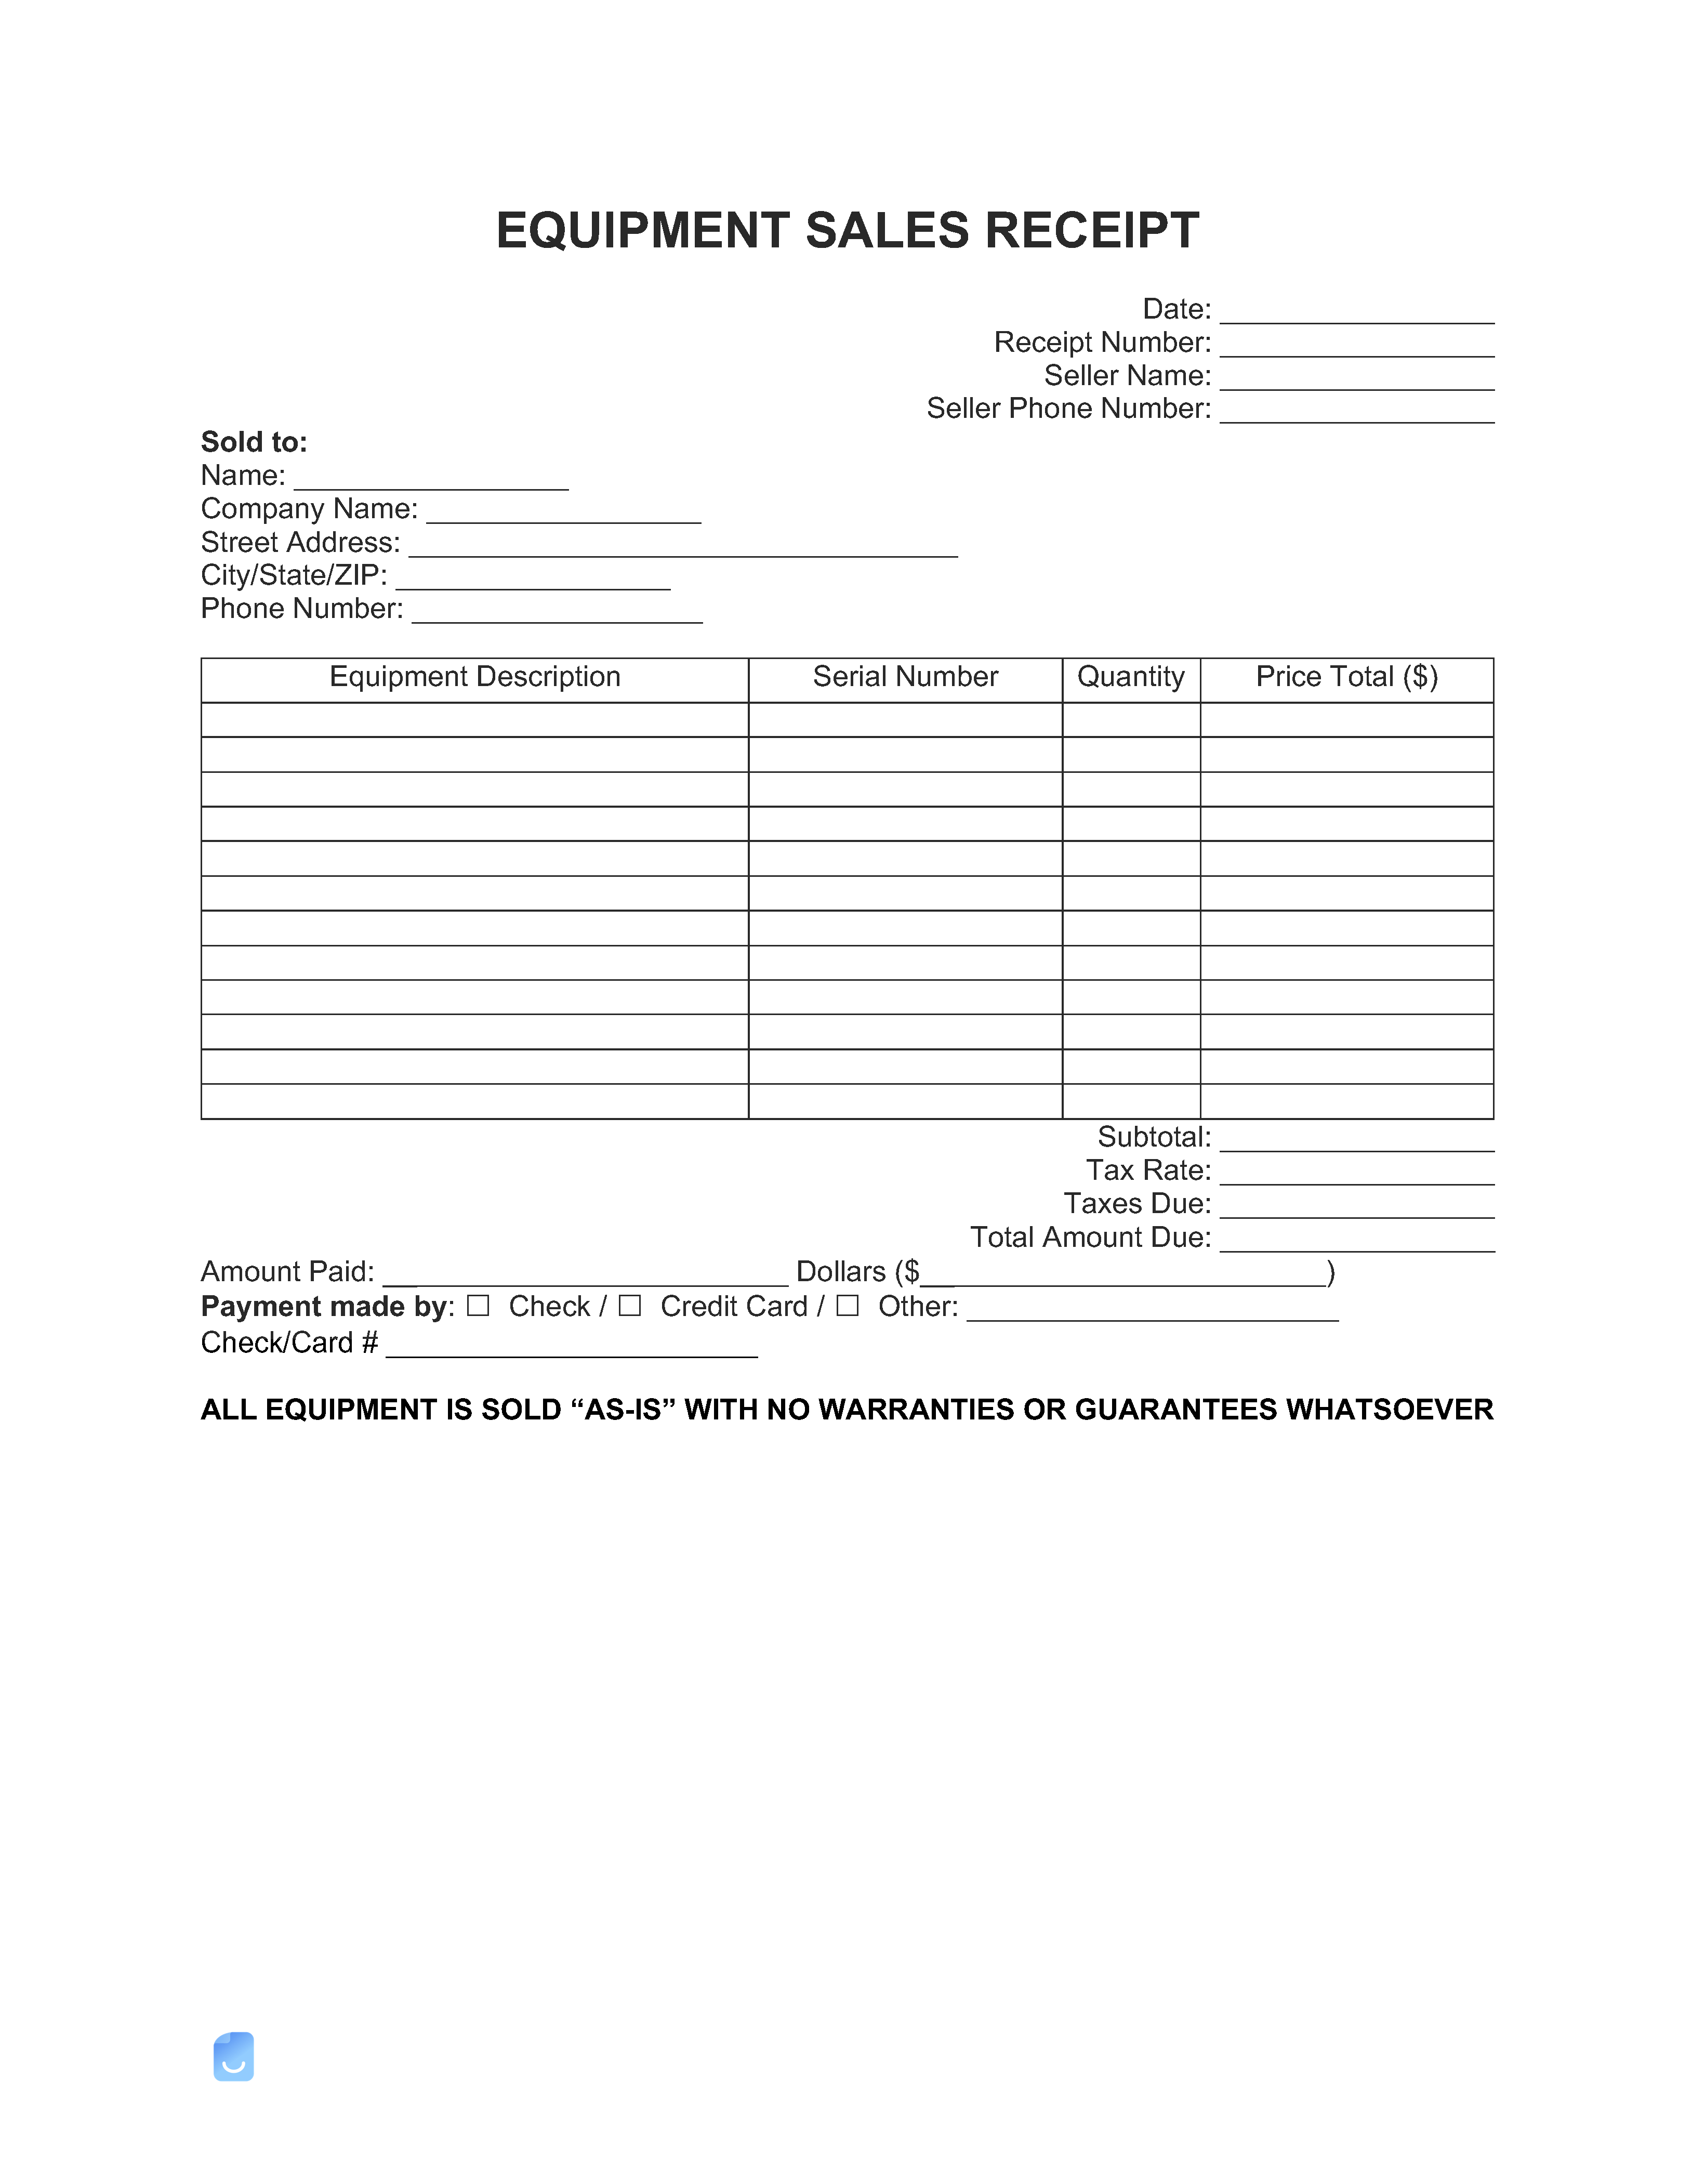 EQUIPMENT SALES RECEIPT
Date: ________________
Receipt Number: ________________
Seller Name: ________________
Seller Phone Number: ________________
Sold to:
Name: ________________
Company Name: ________________
Street Address: ________________________________
City/State/ZIP: ________________
Phone Number: _________________
Equipment Description Serial Number Quantity Price Total ($)
Subtotal: ________________
Tax Rate: ________________
Taxes Due: ________________
Total Amount Due: ________________
Amount Paid: ________________________ Dollars ($________________________)
Payment made by: ☐ Check / ☐ Credit Card / ☐ Other: ______________________
Check/Card # ______________________
ALL EQUIPMENT IS SOLD “AS-IS” WITH NO WARRANTIES OR GUARANTEES WHATSOEVER